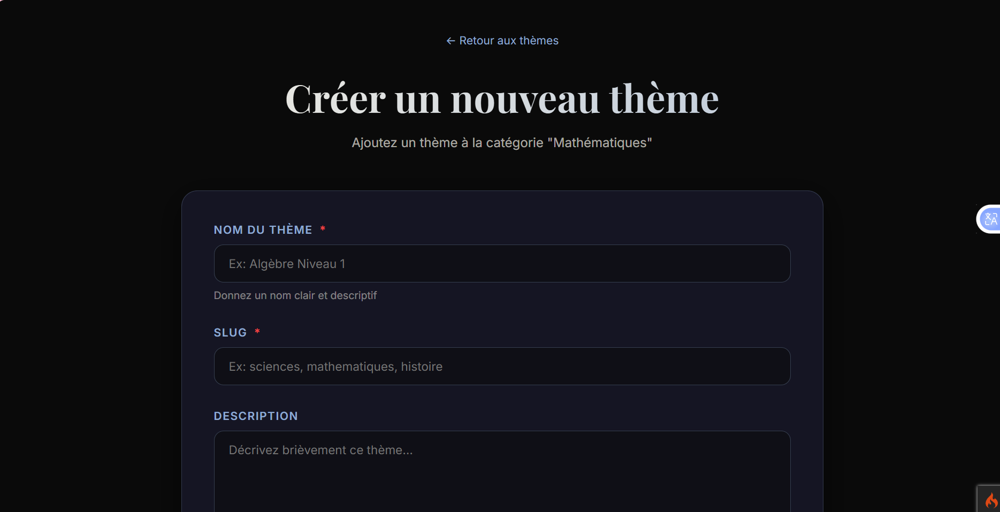 ← Retour aux thèmes
Créer un nouveau thème
Ajoutez un thème à la catégorie "Mathématiques"
NOM DU THÈME *
Ex: Algèbre Niveau 1
Donnez un nom clair et descriptif
SLUG *
Ex: sciences, mathematiques, histoire
DESCRIPTION
Décrivez brièvement ce thème...